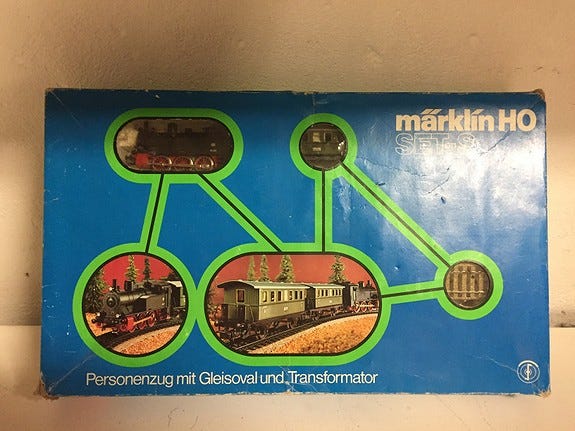 märklin HO
SETS
Personenzug mit Gleisoval und Transformator